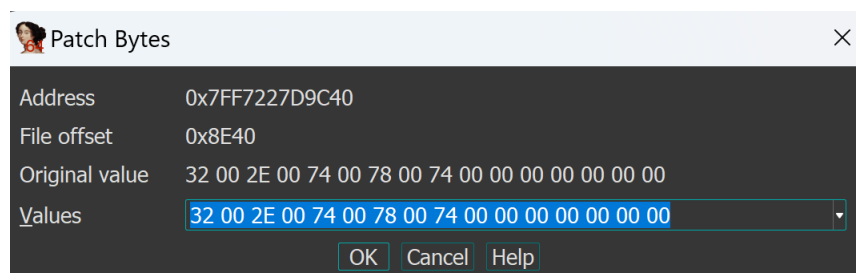 64
Patch Bytes
Address 0x7FF7227D9C40
File offset 0x8E40
Original value 32 00 2E 00 74 00 78 00 74 00 00 00 00 00 00 00
Values 32 00 2E 00 74 00 78 00 74 00 00 00 00 00 00 00
OK Cancel Help